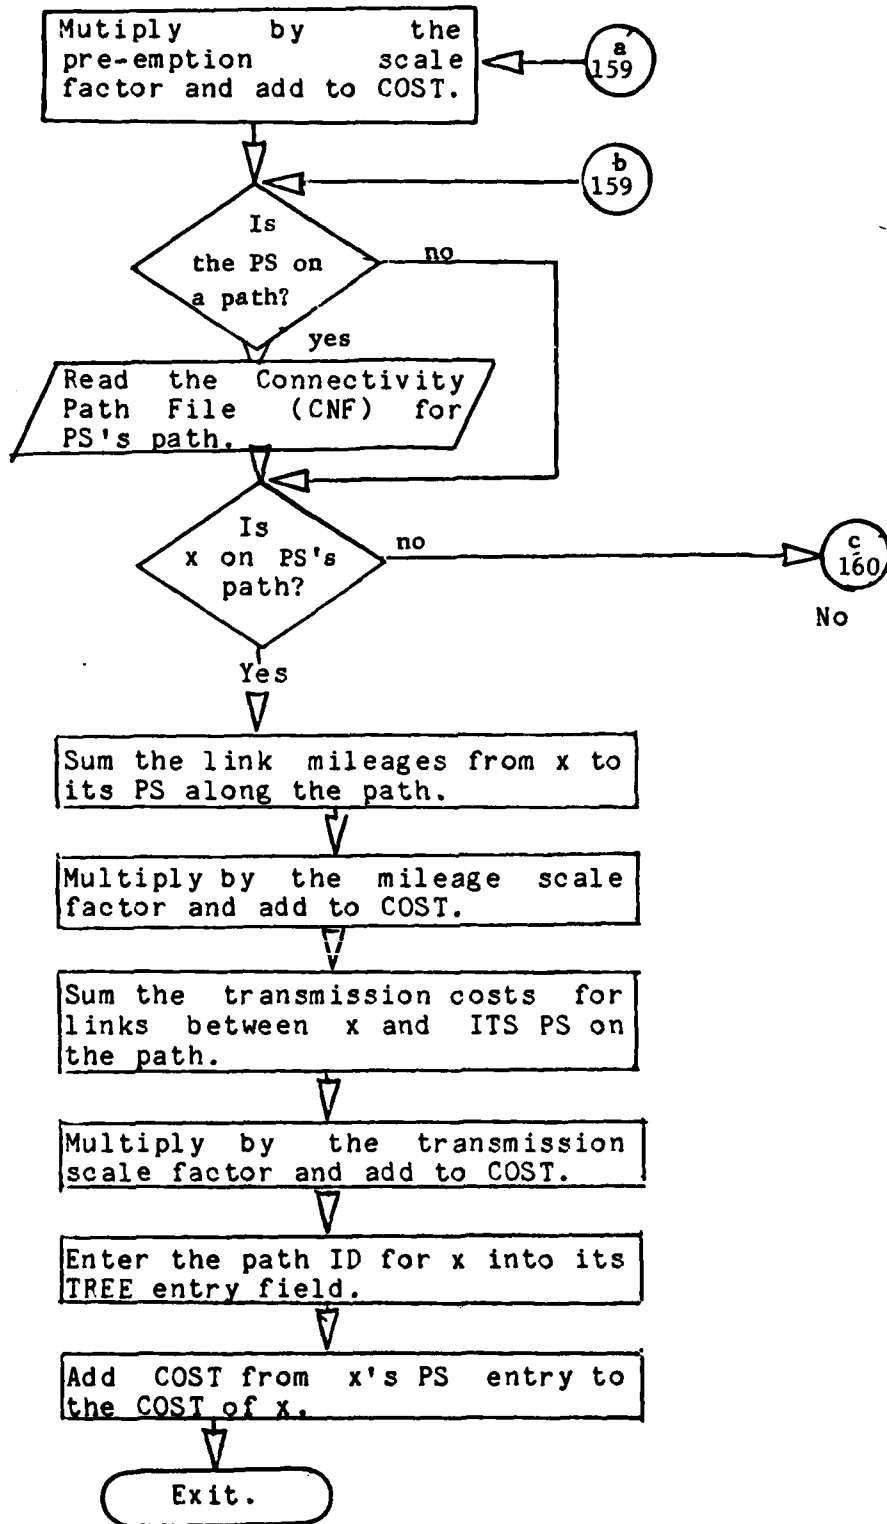 Mutiply by the
pre-emption scale
factor and add to COST.
a
159
b
159
Is
the PS on
a path?
no
yes
Read the Connectivity
Path File (CNF) for
PS's path.
Is
x on PS's
path?
no
c
160
No
Yes
Sum the link mileages from x to
its PS along the path.
Multiply by the mileage scale
factor and add to COST.
Sum the transmission costs for
links between x and ITS PS on
the path.
Multiply by the transmission
scale factor and add to COST.
Enter the path ID for x into its
TREE entry field.
Add COST from x's PS entry to
the COST of x.
Exit.